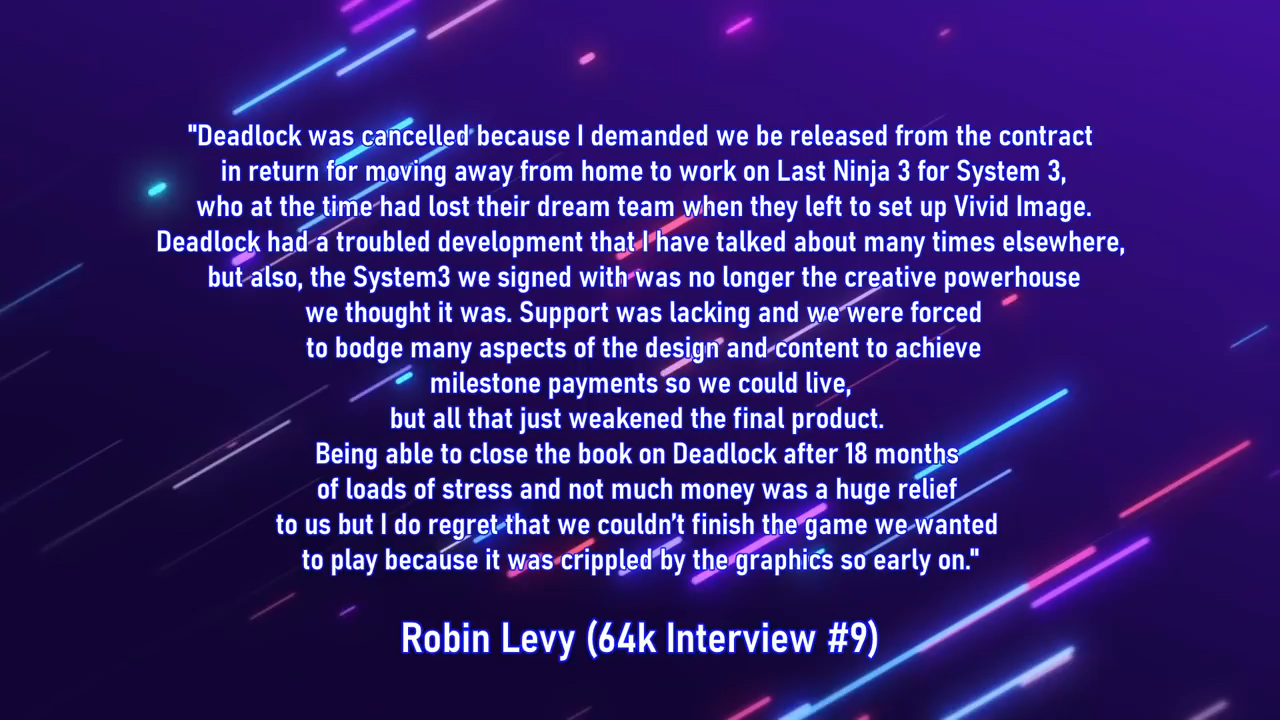 "Deadlock was cancelled because I demanded we be released from the contract
in return for moving away from home to work on Last Ninja 3 for System 3,
who at the time had lost their dream team when they left to set up Vivid Image.
Deadlock had a troubled development that I have talked about many times elsewhere,
but also, the System3 we signed with was no longer the creative powerhouse
we thought it was. Support was lacking and we were forced
to bodge many aspects of the design and content to achieve
milestone payments so we could live,
but all that just weakened the final product.
Being able to close the book on Deadlock after 18 months
of loads of stress and not much money was a huge relief
to us but I do regret that we couldn’t finish the game we wanted
to play because it was crippled by the graphics so early on."
Robin Levy (64k Interview #9)